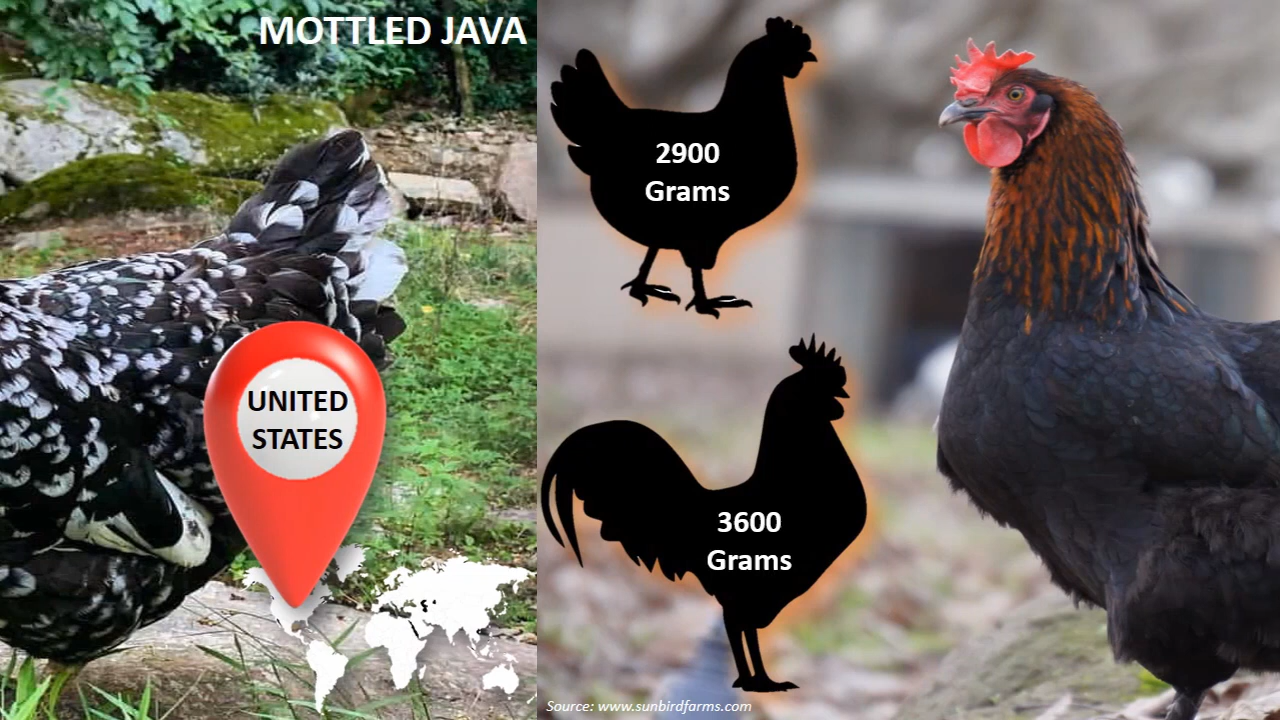 MOTTLED JAVA
UNITED
STATES
2900
Grams
3600
Grams
Source: www.sunbirdfarms.com